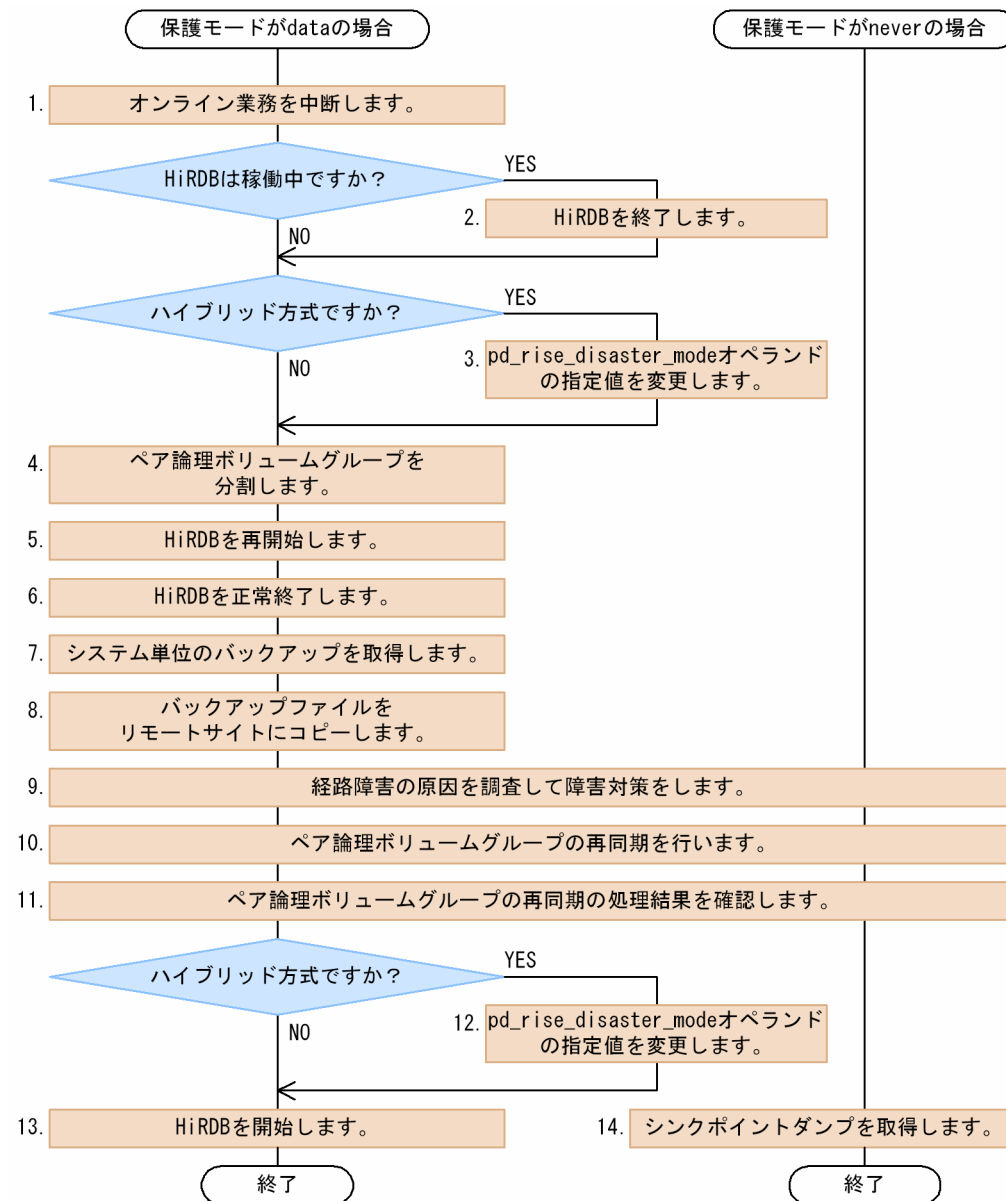 保護モードがdataの場合
保護モードがneverの場合
1. オンライン業務を中断します。
HiRDBは稼働中ですか？
YES
2. HiRDBを終了します。
NO
ハイブリッド方式ですか？
YES
3. pd_rise_disaster_modeオペランド
の指定値を変更します。
NO
4. ペア論理ボリュームグループを
分割します。
5. HiRDBを再開始します。
6. HiRDBを正常終了します。
7. システム単位のバックアップを取得します。
8. バックアップファイルを
リモートサイトにコピーします。
9. 経路障害の原因を調査して障害対策をします。
10. ペア論理ボリュームグループの再同期を行います。
11. ペア論理ボリュームグループの再同期の処理結果を確認します。
ハイブリッド方式ですか？
YES
12. pd_rise_disaster_modeオペランド
の指定値を変更します。
NO
13. HiRDBを開始します。
14. シンクポイントダンプを取得します。
終了
終了